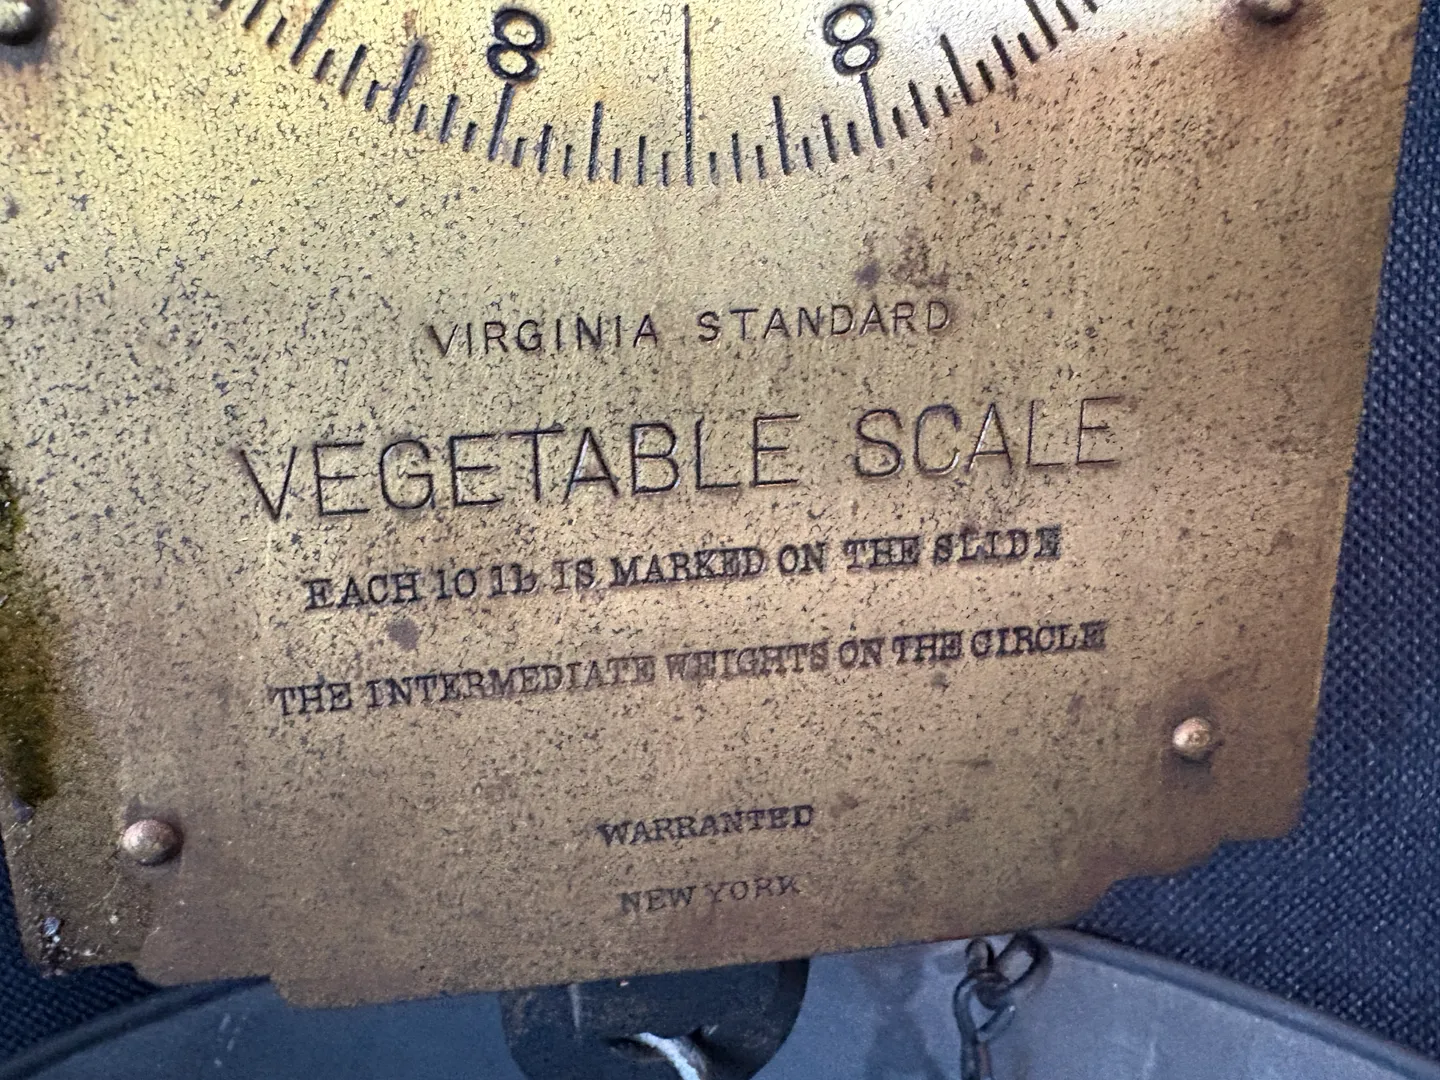 8 8
VIRGINIA STANDARD
VEGETABLE SCALE
EACH 10 lb IS MARKED ON THE SLIDE
THE INTERMEDIATE WEIGHTS ON THE CIRCLE
WARRANTED
NEW YORK